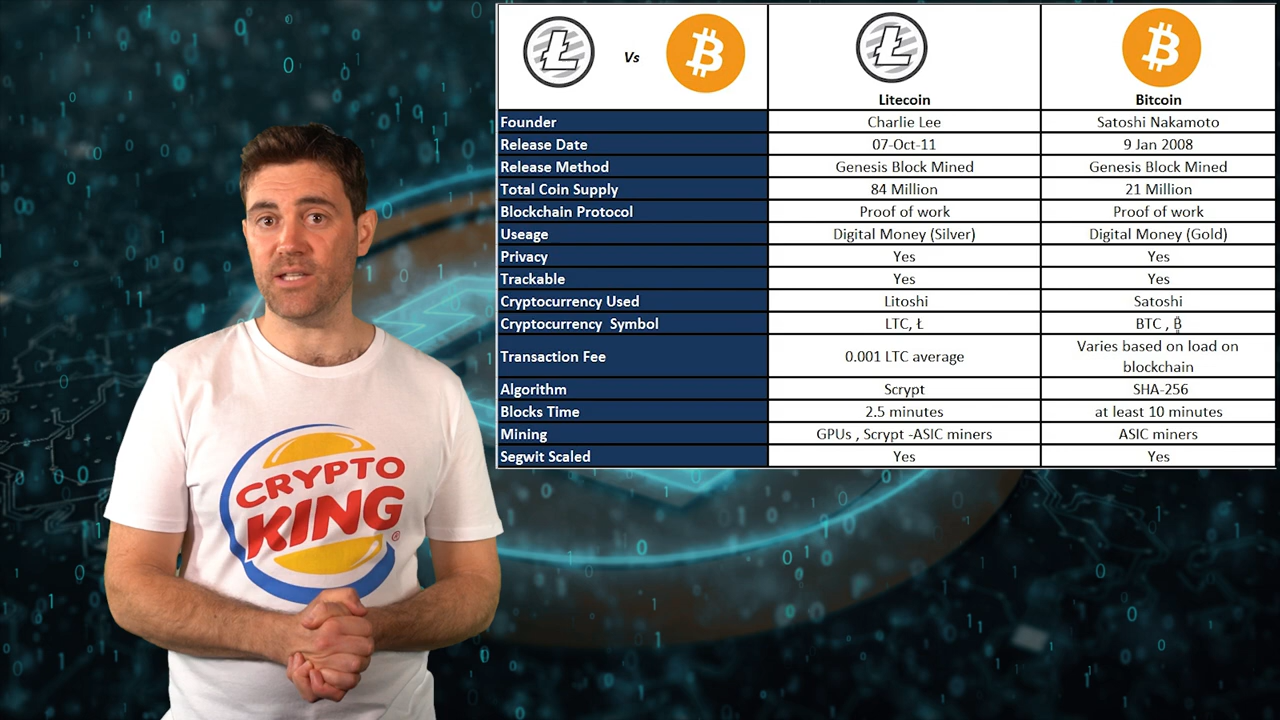 Vs
Litecoin
Bitcoin
Founder Charlie Lee Satoshi Nakamoto
Release Date 07-Oct-11 9 Jan 2008
Release Method Genesis Block Mined Genesis Block Mined
Total Coin Supply 84 Million 21 Million
Blockchain Protocol Proof of work Proof of work
Useage Digital Money (Silver) Digital Money (Gold)
Privacy Yes Yes
Trackable Yes Yes
Cryptocurrency Used Litoshi Satoshi
Cryptocurrency Symbol LTC, Ł BTC , ₿
Transaction Fee 0.001 LTC average Varies based on load on
blockchain
Algorithm Scrypt SHA-256
Blocks Time 2.5 minutes at least 10 minutes
Mining GPUs , Scrypt -ASIC miners ASIC miners
Segwit Scaled Yes Yes
CRYPTO
KING